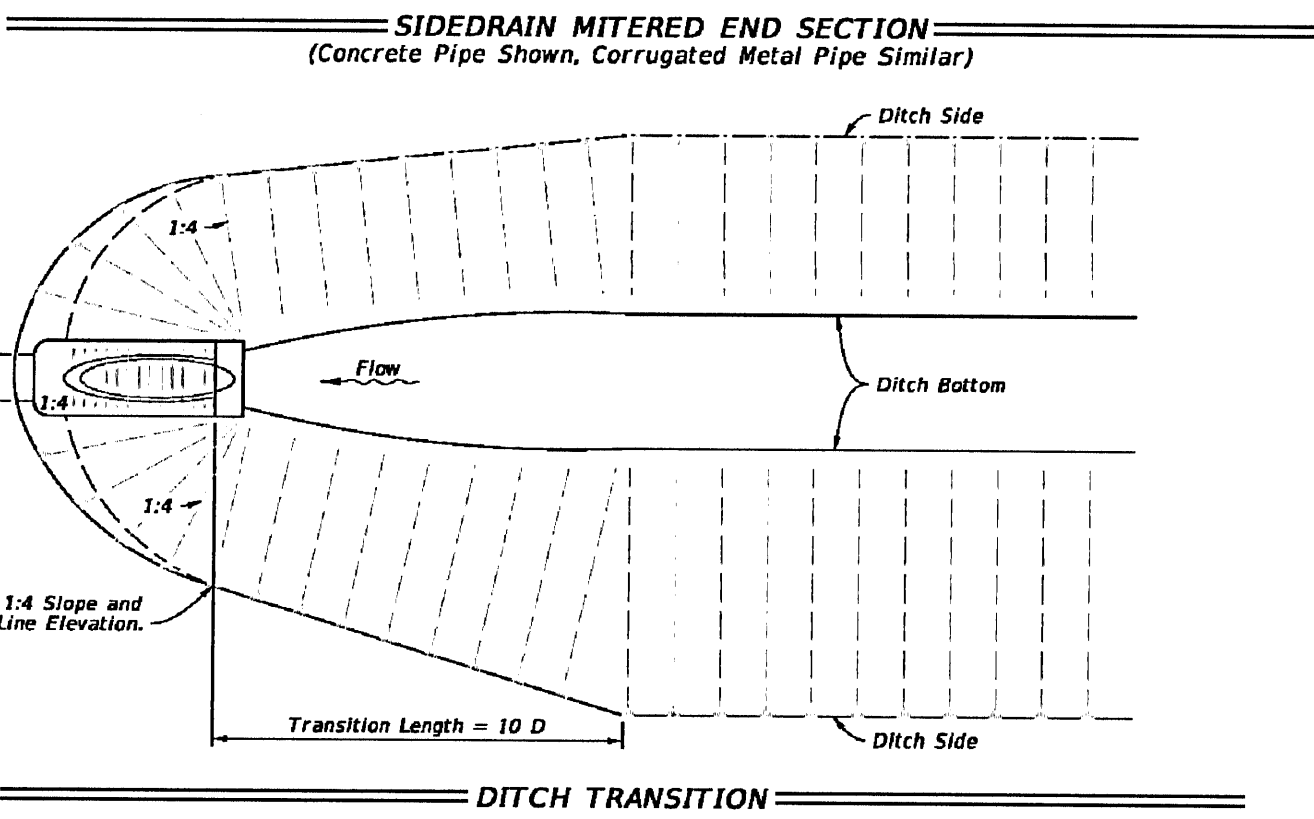 SIDEDRAIN MITERED END SECTION
(Concrete Pipe Shown, Corrugated Metal Pipe Similar)
Ditch Side
1:4
Flow
Ditch Bottom
1:4
1:4
1:4 Slope and
Line Elevation.
Transition Length = 10 D
Ditch Side
DITCH TRANSITION